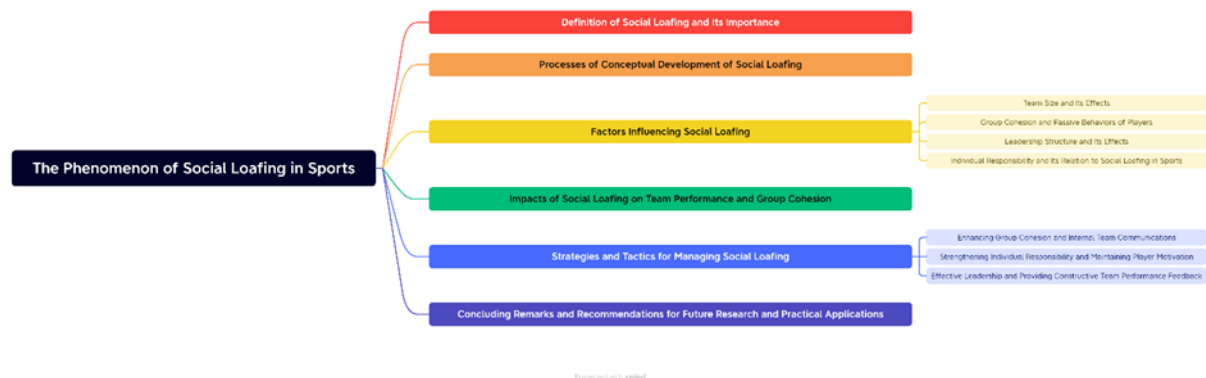 The Phenomenon of Social Loafing in Sports
Definition of Social Loafing and Its Importance
Processes of Conceptual Development of Social Loafing
Factors Influencing Social Loafing
Team Size and Its Effects
Group Cohesion and Passive Behaviors of Players
Leadership Structure and Its Effects
Individual Responsibility and Its Relation to Social Loafing in Sports
Impacts of Social Loafing on Team Performance and Group Cohesion
Strategies and Tactics for Managing Social Loafing
Enhancing Group Cohesion and Internal Team Communications
Strengthening Individual Responsibility and Maintaining Player Motivation
Effective Leadership and Providing Constructive Team Performance Feedback
Concluding Remarks and Recommendations for Future Research and Practical Applications
Presented with xmind